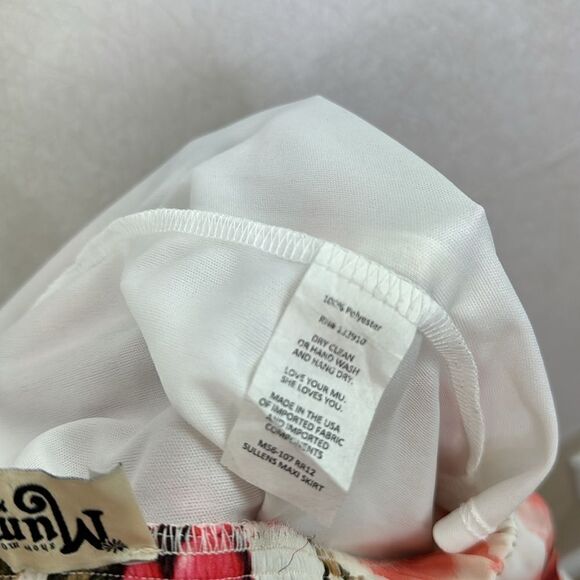 100% Polyester
RN# 133910
DRY CLEAN
OR HAND WASH
AND HANG DRY.
LOVE YOUR MU.
SHE LOVES YOU.
MADE IN THE USA
OF IMPORTED FABRIC
AND IMPORTED
COMPONENTS
MS6-107 RR12
SULLENS MAXI SKIRT